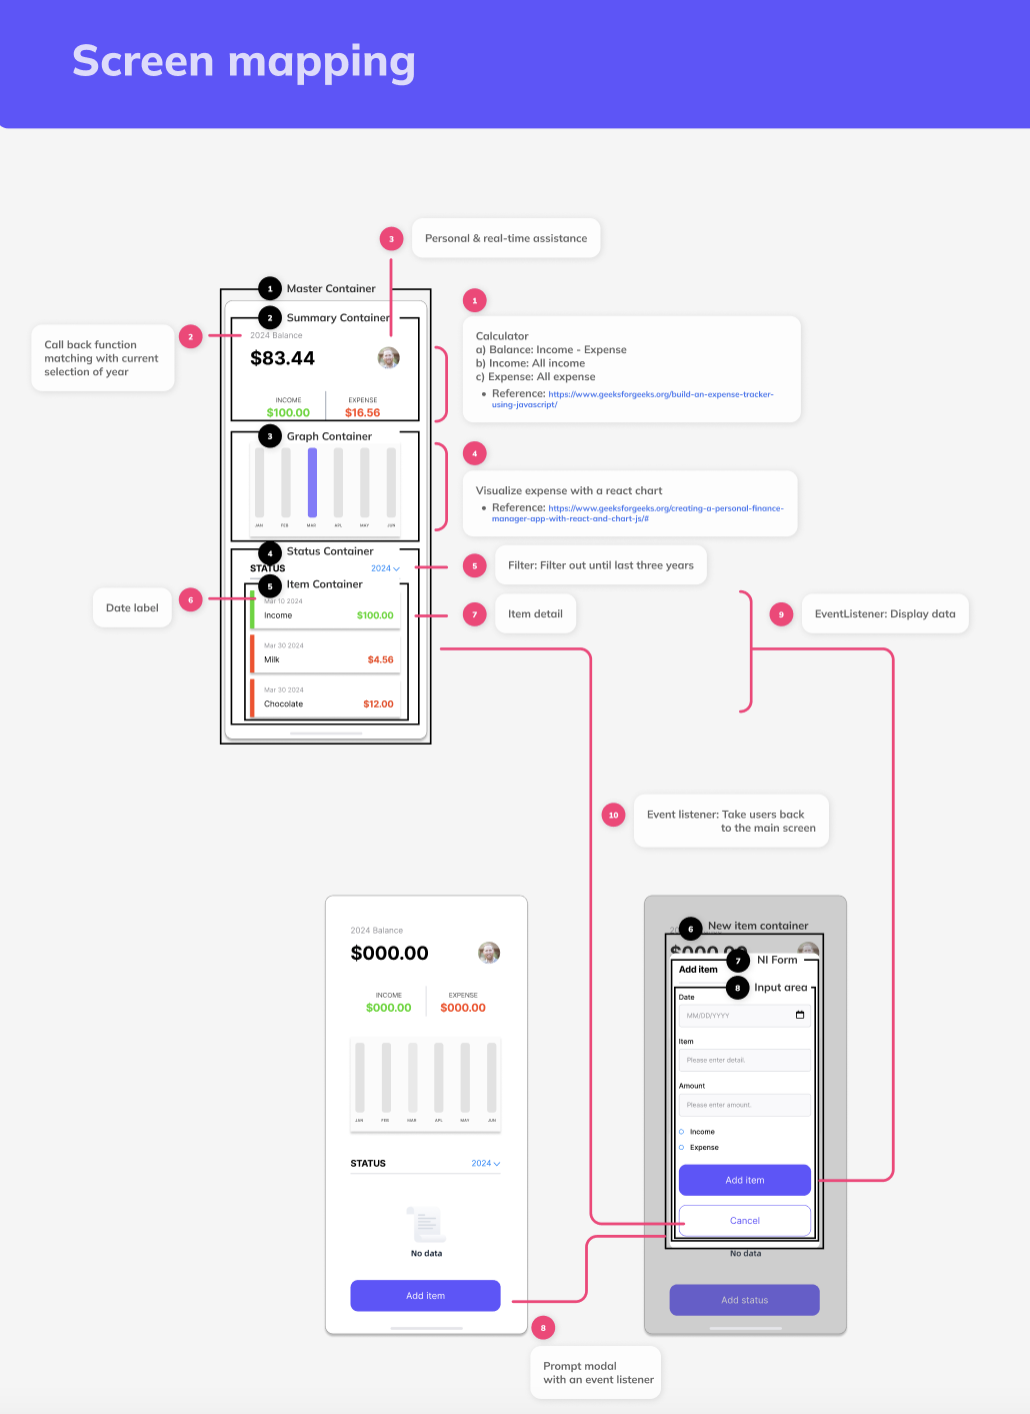 Screen mapping
3
Personal & real-time assistance
1
Master Container
2
Summary Container
2
Call back function
matching with current
selection of year
2024 Balance
$83.44
INCOME
EXPENSE
$100.00
$16.56
1
Calculator
a) Balance: Income - Expense
b) Income: All income
c) Expense: All expense
• Reference: https://www.geeksforgeeks.org/build-an-expense-tracker-
using-javascript/
3
Graph Container
JAN
FEB
MAR
APL
MAY
JUN
4
Visualize expense with a react chart
• Reference: https://www.geeksforgeeks.org/creating-a-personal-finance-
manager-app-with-react-and-chart-js/#
4
Status Container
STATUS
2024
5
Filter: Filter out until last three years
5
Item Container
Date label
6
Mar 10 2024
Income
$100.00
7
Item detail
9
EventListener: Display data
Mar 30 2024
Milk
$4.56
Mar 30 2024
Chocolate
$12.00
10
Event listener: Take users back
to the main screen
2024 Balance
$000.00
INCOME
EXPENSE
$000.00
$000.00
JAN
FEB
MAR
APL
MAY
JUN
STATUS
2024
No data
Add item
8
Prompt modal
with an event listener
6
New item container
$000.00
7
NI Form
Add item
8
Input area
Date
MM/DD/YYYY
Item
Please enter detail.
Amount
Please enter amount.
Income
Expense
Add item
Cancel
No data
Add status